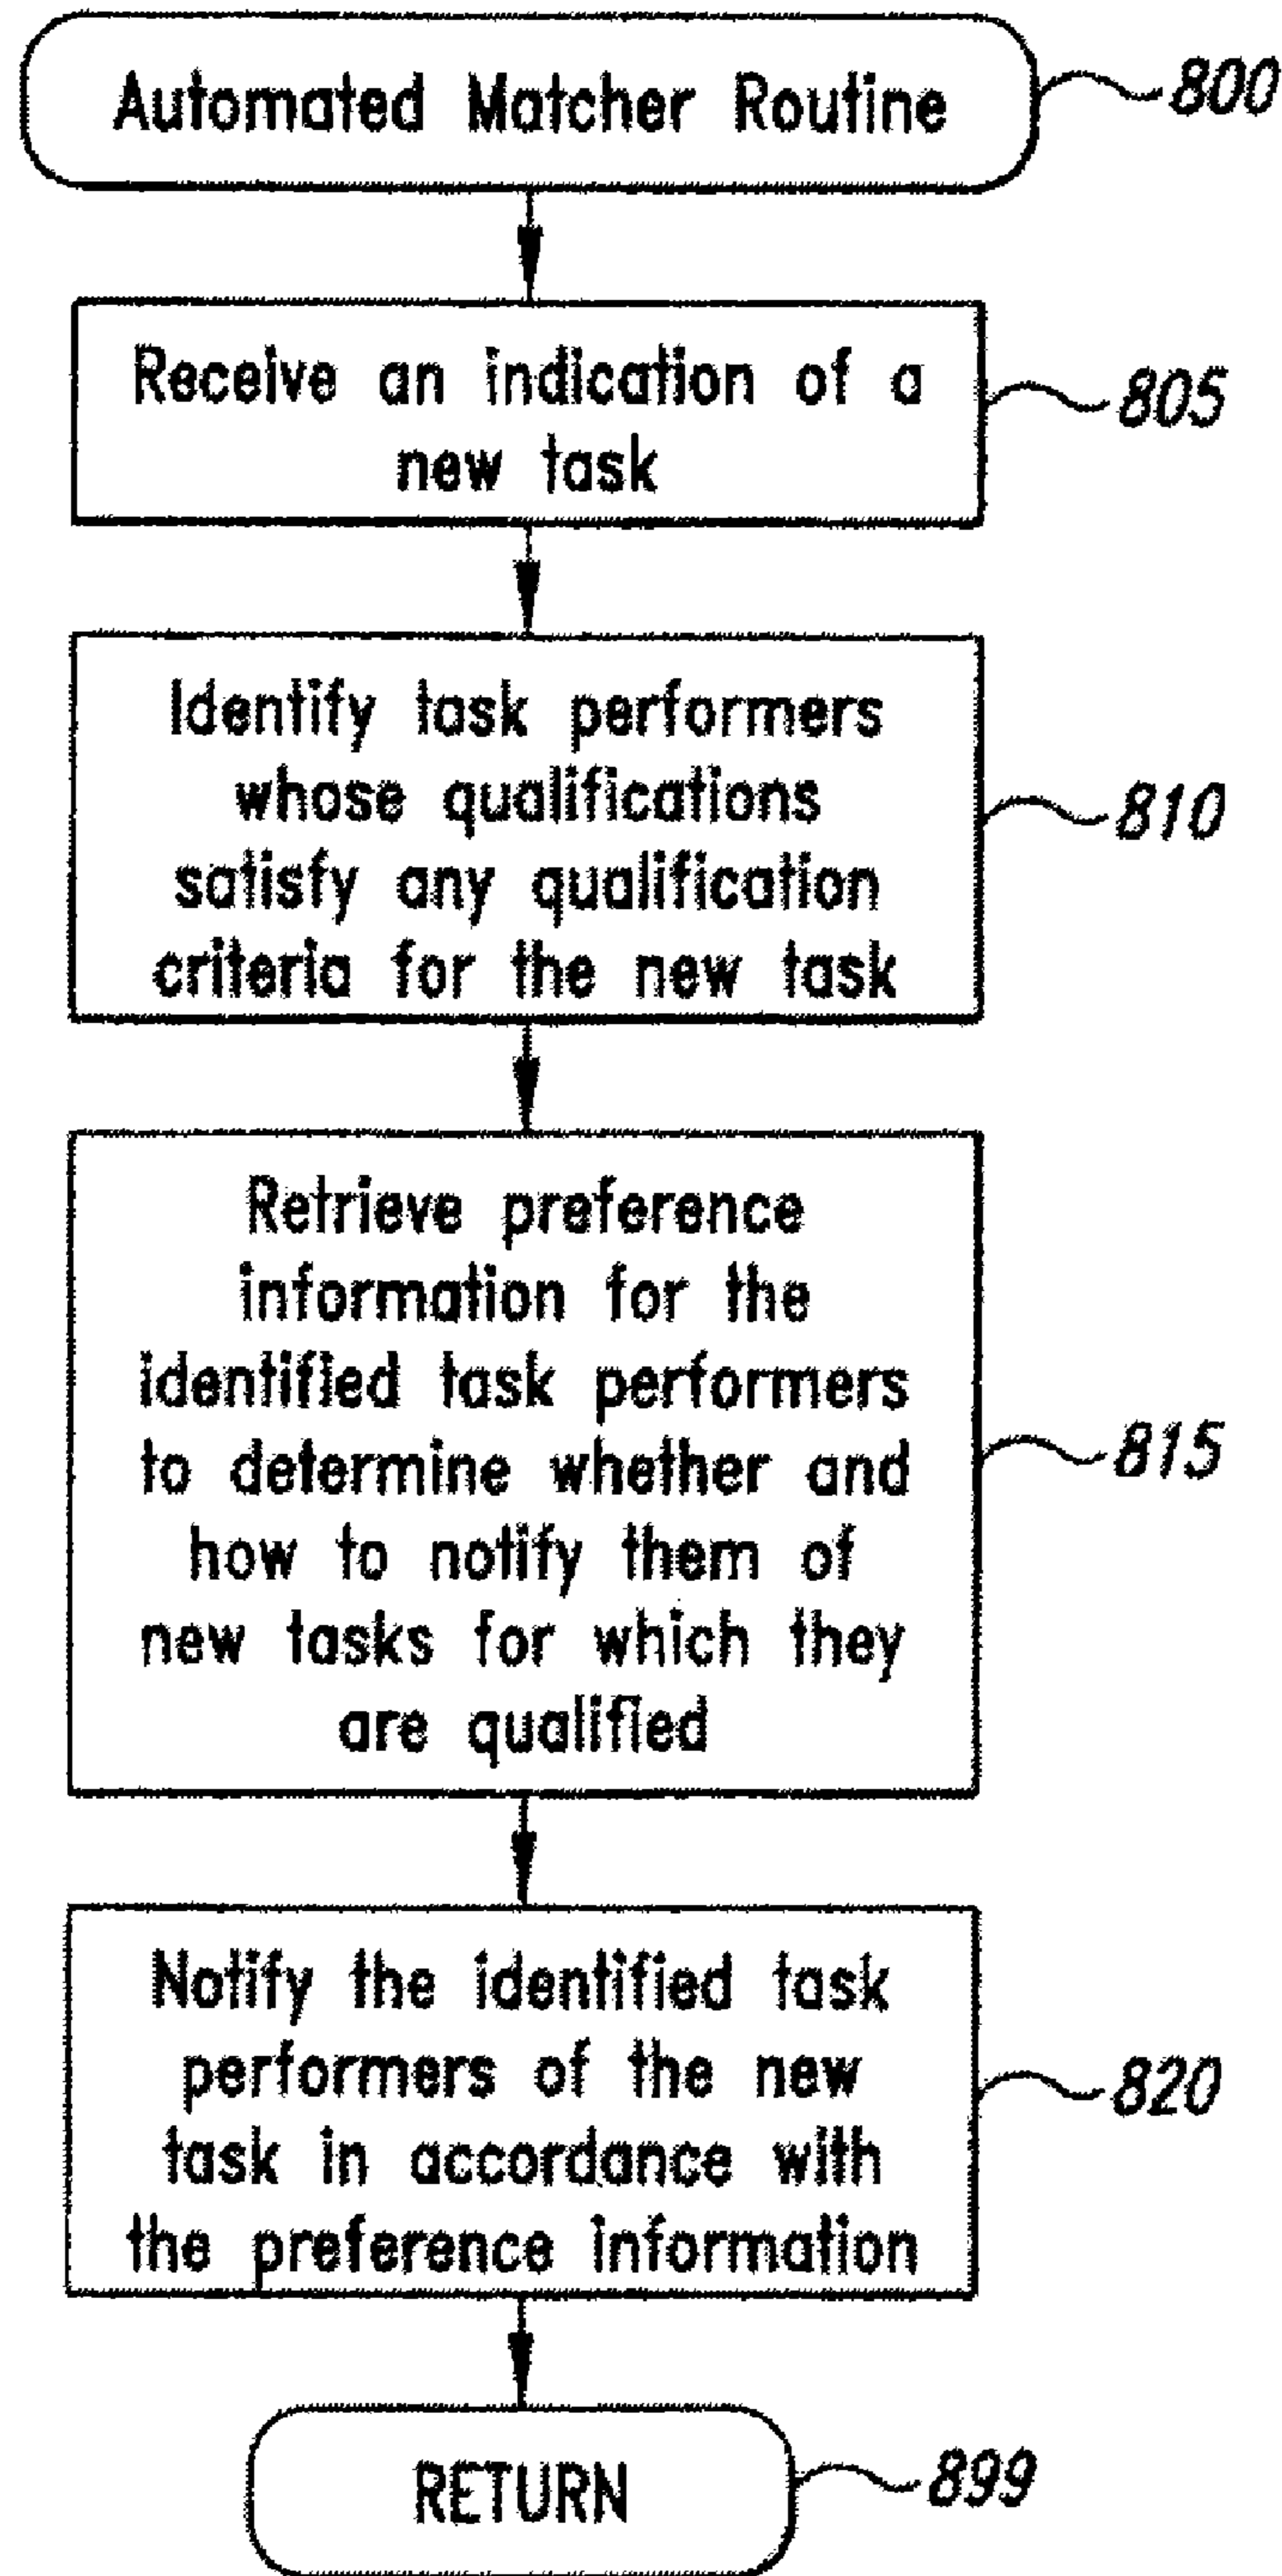 Automated Matcher Routine
800
Receive an indication of a
new task
805
Identify task performers
whose qualifications
satisfy any qualification
criteria for the new task
810
Retrieve preference
information for the
identified task performers
to determine whether and
how to notify them of
new tasks for which they
are qualified
815
Notify the identified task
performers of the new
task in accordance with
the preference information
820
RETURN
899